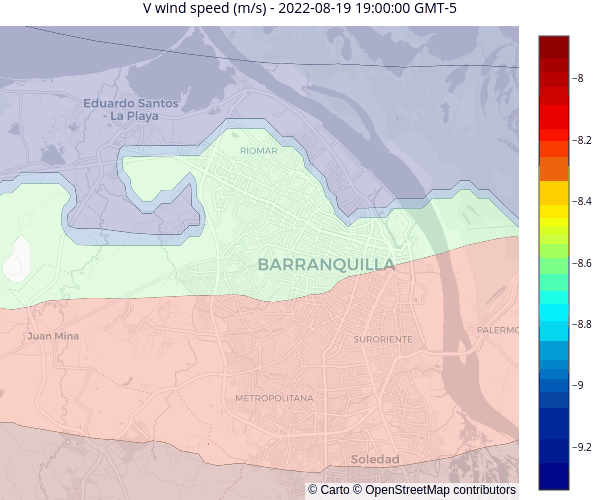 V wind speed (m/s) - 2022-08-19 19:00:00 GMT-5
Eduardo Santos
- La Playa
RIOMAR
BARRANQUILLA
Juan Mina
SURORIENTE
PALERMO
METROPOLITANA
Soledad
© Carto © OpenStreetMap contributors
−8
−8.2
−8.4
−8.6
−8.8
−9
−9.2